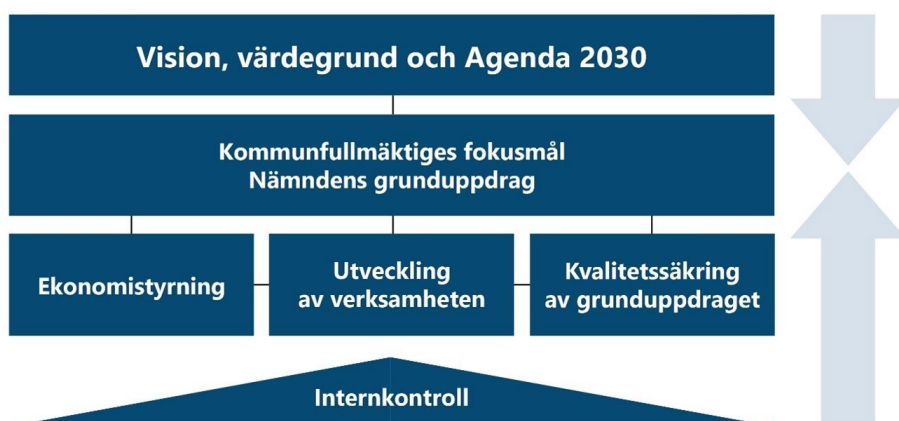 Vision, värdegrund och Agenda 2030
Kommunfullmäktiges fokusmål
Nämndens grunduppdrag
Ekonomistyrning
Utveckling
av verksamheten
Kvalitetssäkring
av grunduppdraget
Internkontroll